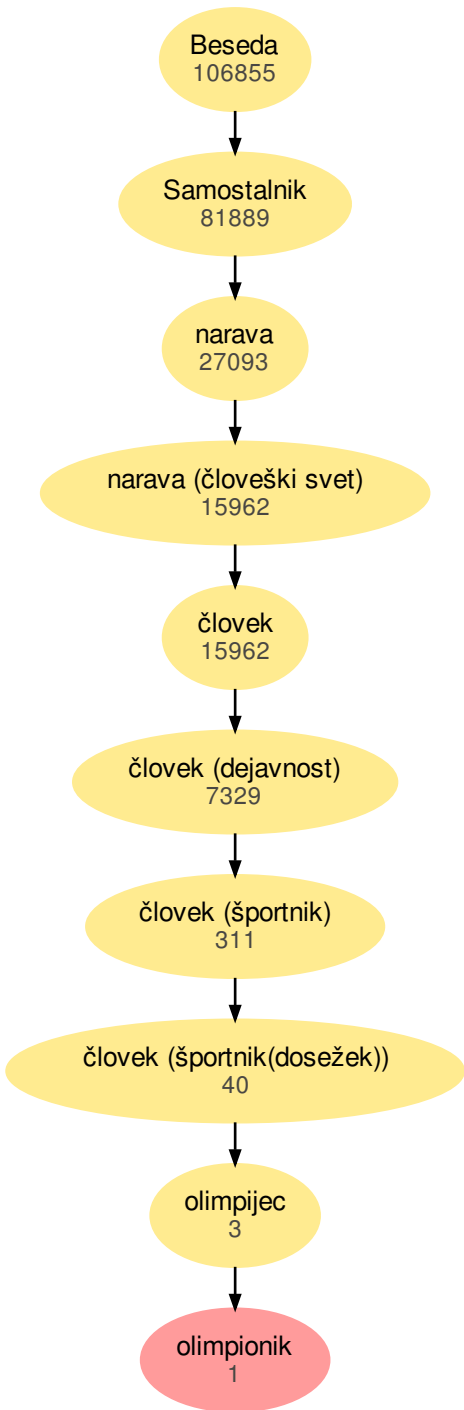 Beseda
106855
Samostalnik
81889
narava
27093
narava (človeški svet)
15962
človek
15962
človek (dejavnost)
7329
človek (športnik)
311
človek (športnik(dosežek))
40
olimpijec
3
olimpionik
1